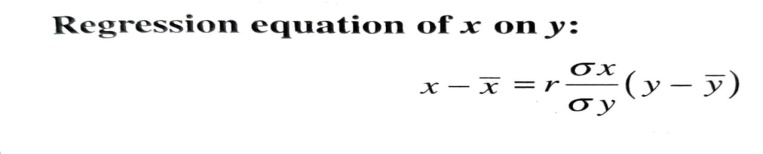 Regression equation of x on y:
x − x̅ = r σx/σy (y − y̅)